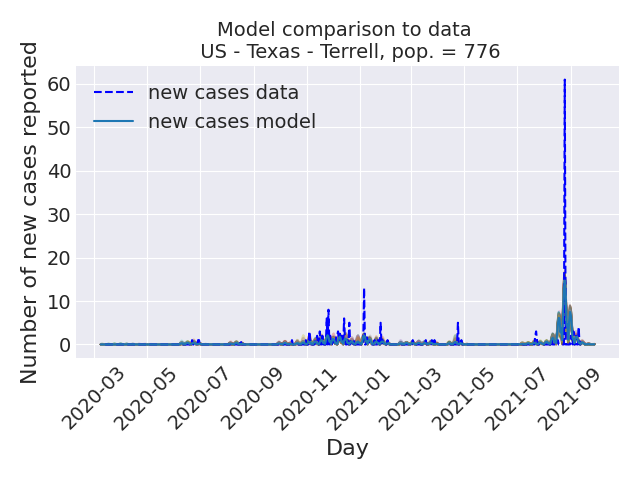 Model comparison to data
US - Texas - Terrell, pop. = 776
Number of new cases reported
60
50
40
30
20
10
0
new cases data
new cases model
2020-03
2020-05
2020-07
2020-09
2020-11
2021-01
2021-03
2021-05
2021-07
2021-09
Day